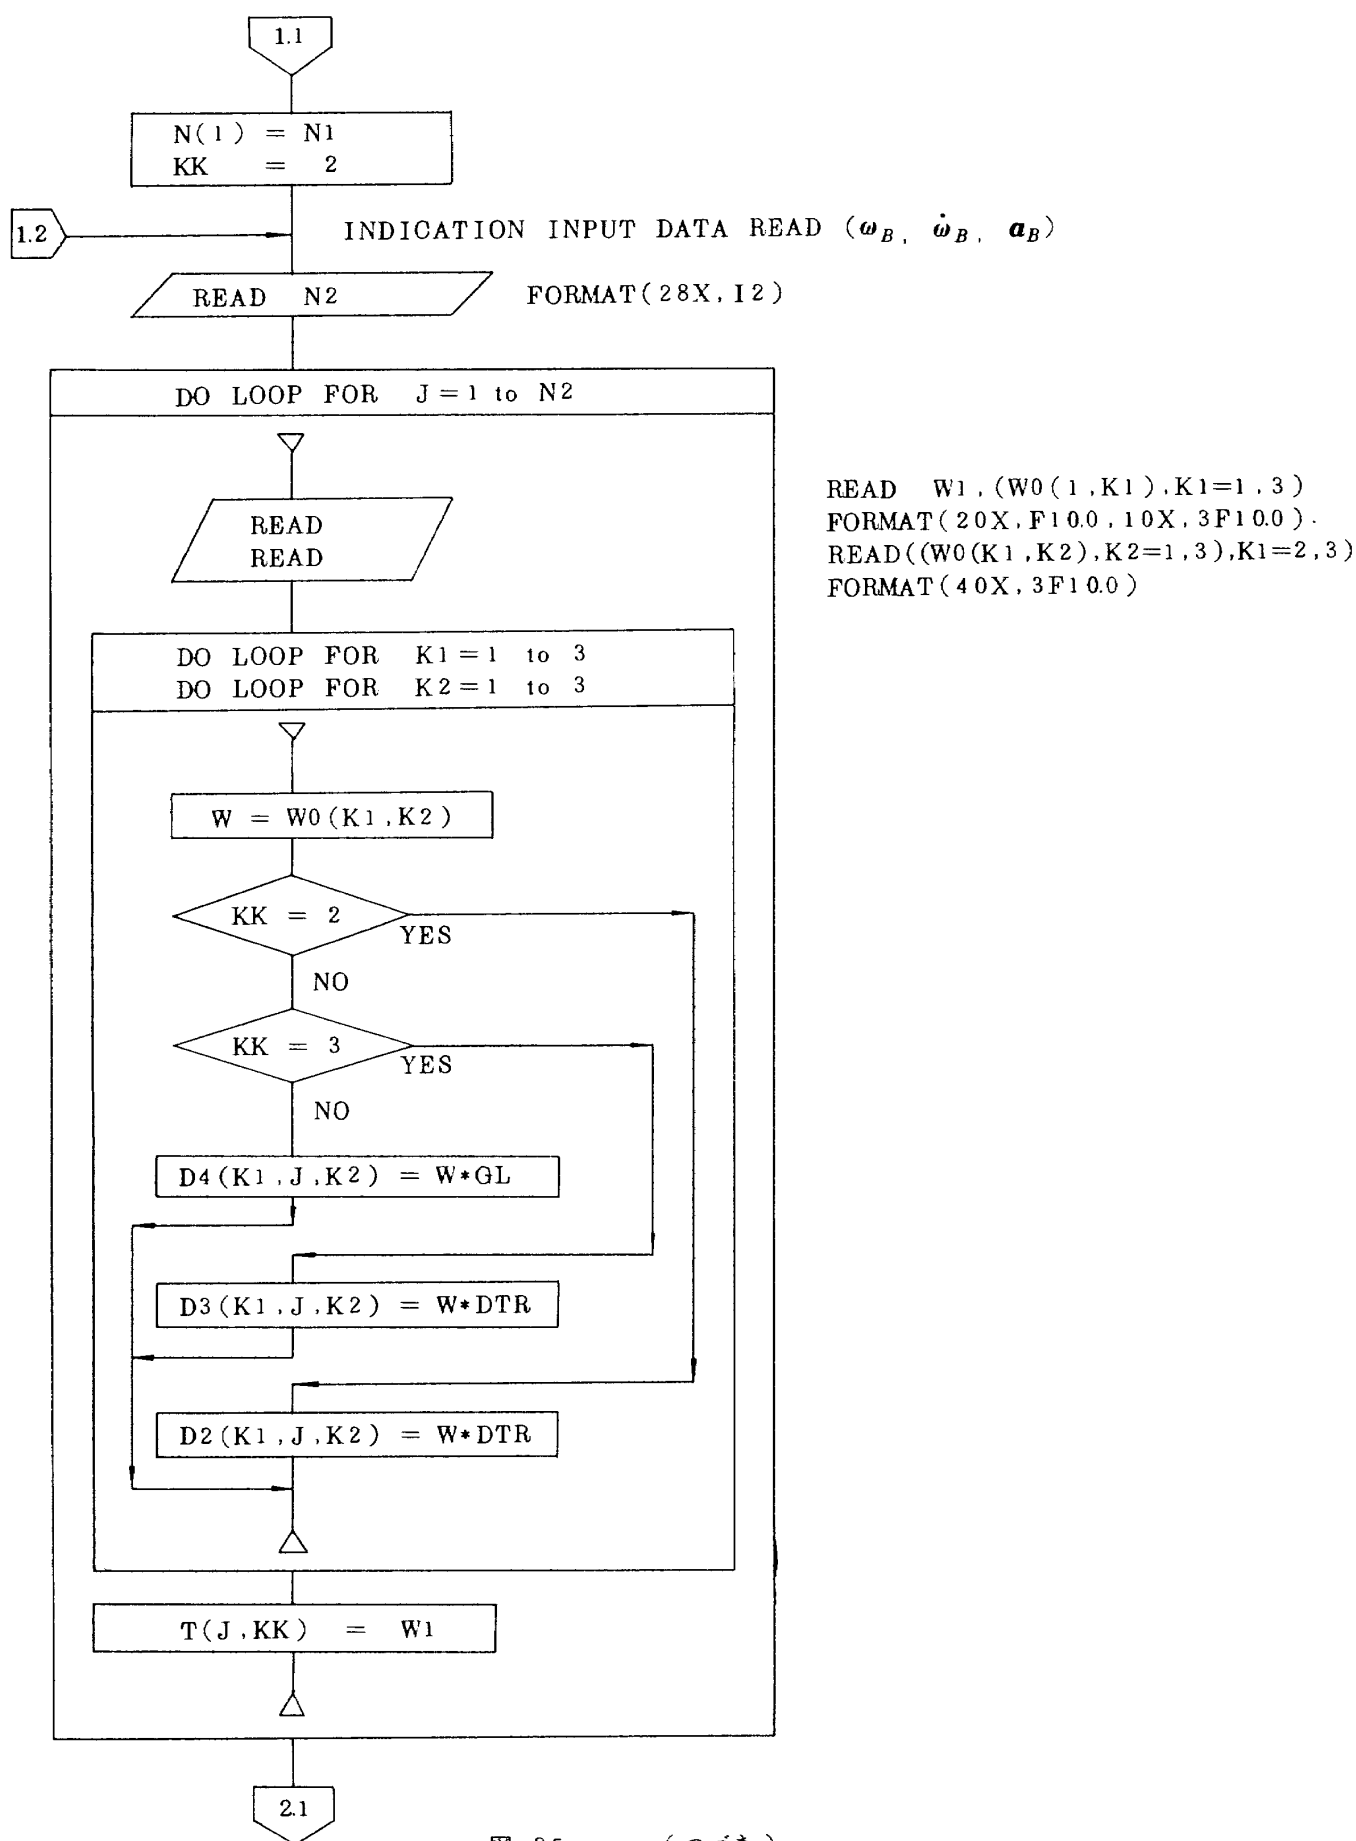 1.1
N(1) = N1
KK = 2
1.2
INDICATION INPUT DATA READ (ω_B, ω̇_B, a_B)
READ N2
FORMAT(28X,I2)
DO LOOP FOR J=1 to N2
READ
READ
READ W1,(W0(1,K1),K1=1,3)
FORMAT(20X,F10.0,10X,3F10.0).
READ((W0(K1,K2),K2=1,3),K1=2,3)
FORMAT(40X,3F10.0)
DO LOOP FOR K1=1 to 3
DO LOOP FOR K2=1 to 3
W = W0(K1,K2)
KK = 2
YES
NO
KK = 3
YES
NO
D4(K1,J,K2) = W*GL
D3(K1,J,K2) = W*DTR
D2(K1,J,K2) = W*DTR
T(J,KK) = W1
2.1